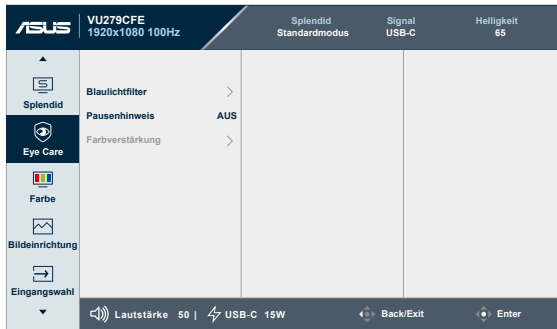 ASUS
VU279CFE
1920x1080 100Hz
Splendid
Standardmodus
Signal
USB-C
Helligkeit
65
Splendid
Eye Care
Farbe
Bildeinrichtung
Eingangswahl
Blaulichtfilter
Pausenhinweis AUS
Farbverstärkung
Lautstärke 50 | USB-C 15W Back/Exit Enter